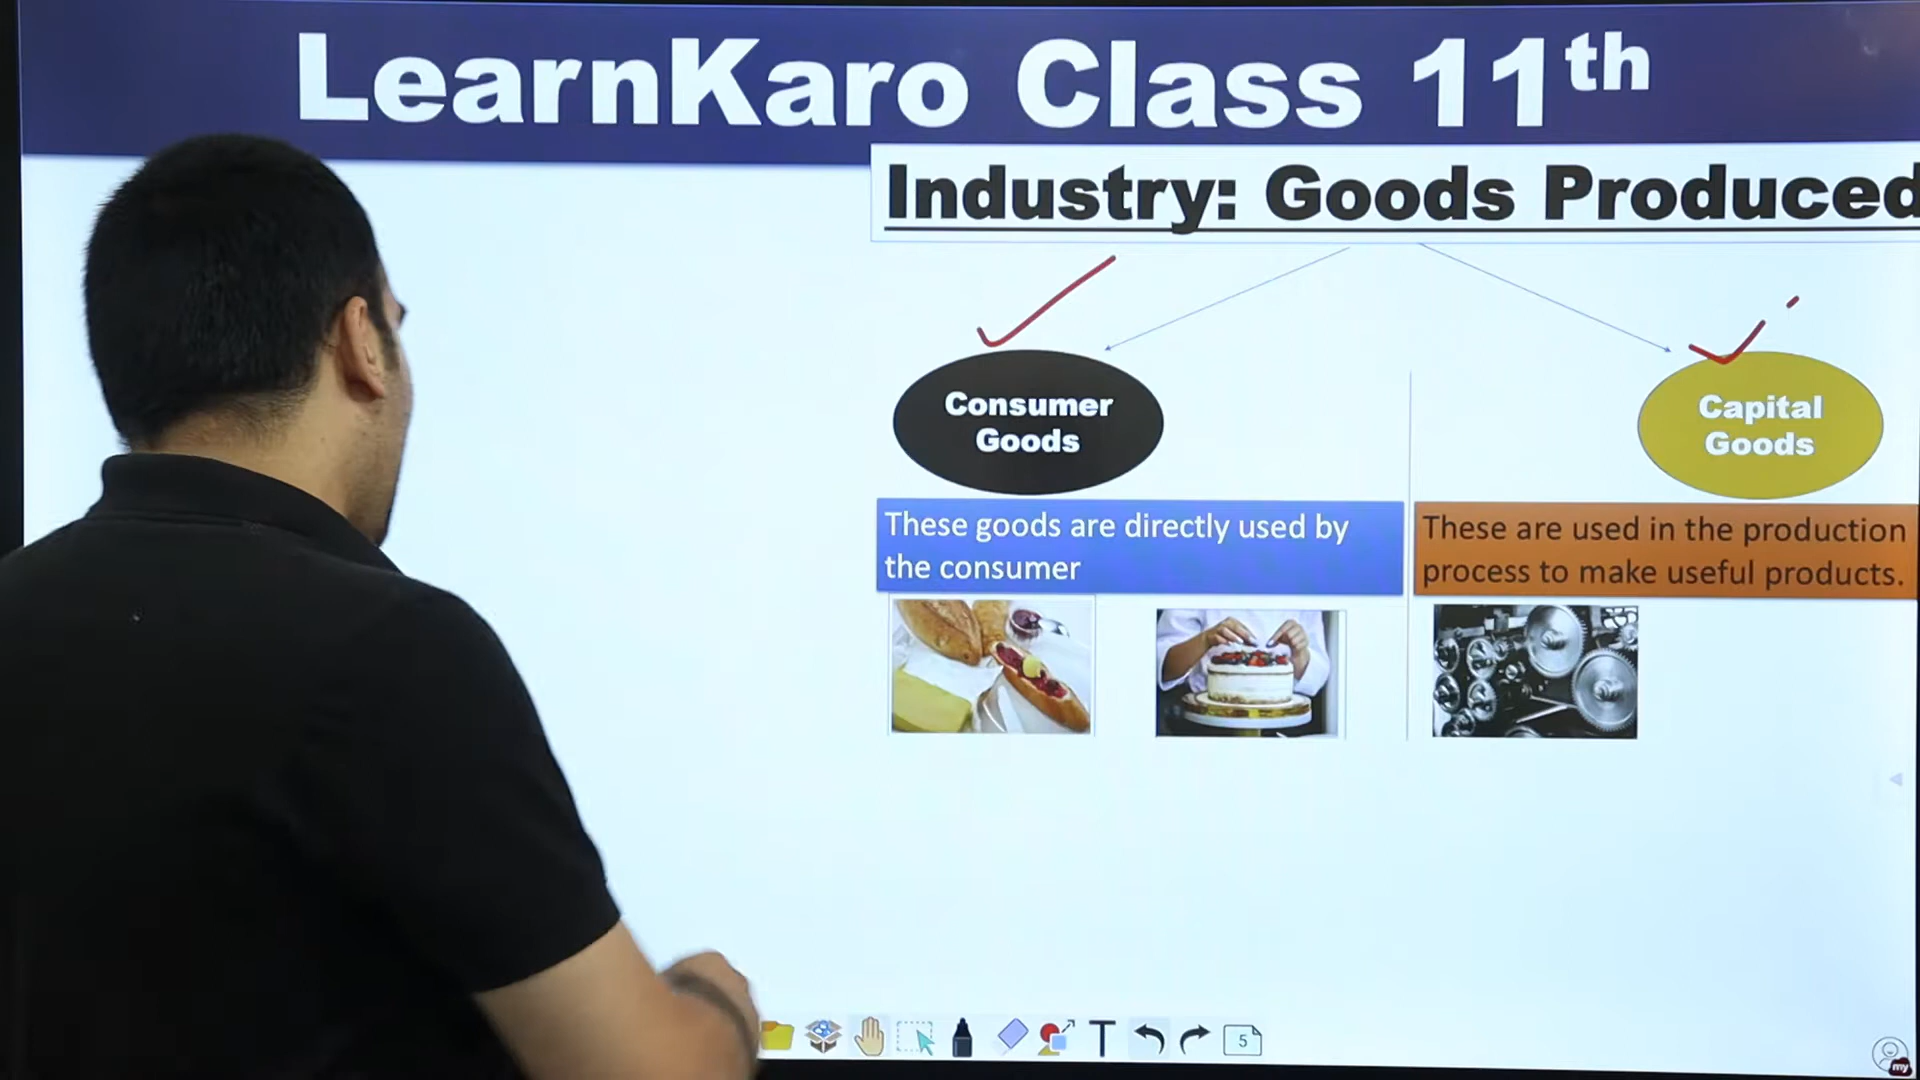 LearnKaro Class 11th
Industry: Goods Produced
Consumer
Goods
Capital
Goods
These goods are directly used by
the consumer
These are used in the production
process to make useful products.
T
5
my